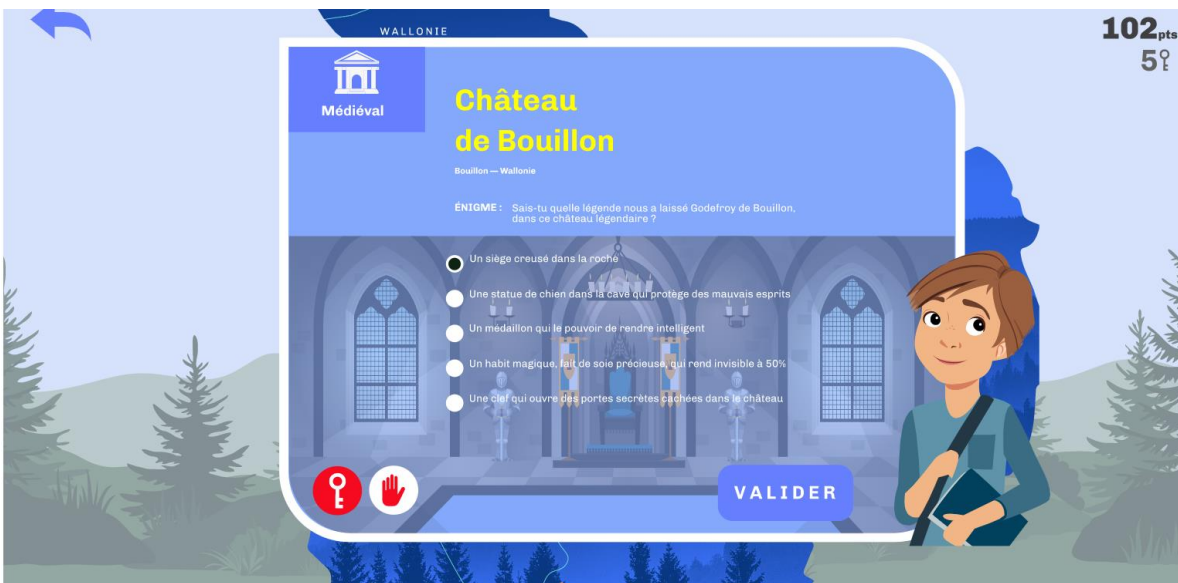 WALLONIE
102pts
5
Médiéval
Château
de Bouillon
Bouillon — Wallonie
ÉNIGME : Sais-tu quelle légende nous a laissé Godefroy de Bouillon,
dans ce château légendaire ?
Un siège creusé dans la roche
Une statue de chien dans la cave qui protège des mauvais esprits
Un médaillon qui le pouvoir de rendre intelligent
Un habit magique, fait de soie précieuse, qui rend invisible à 50%
Une clef qui ouvre des portes secrètes cachées dans le château
VALIDER